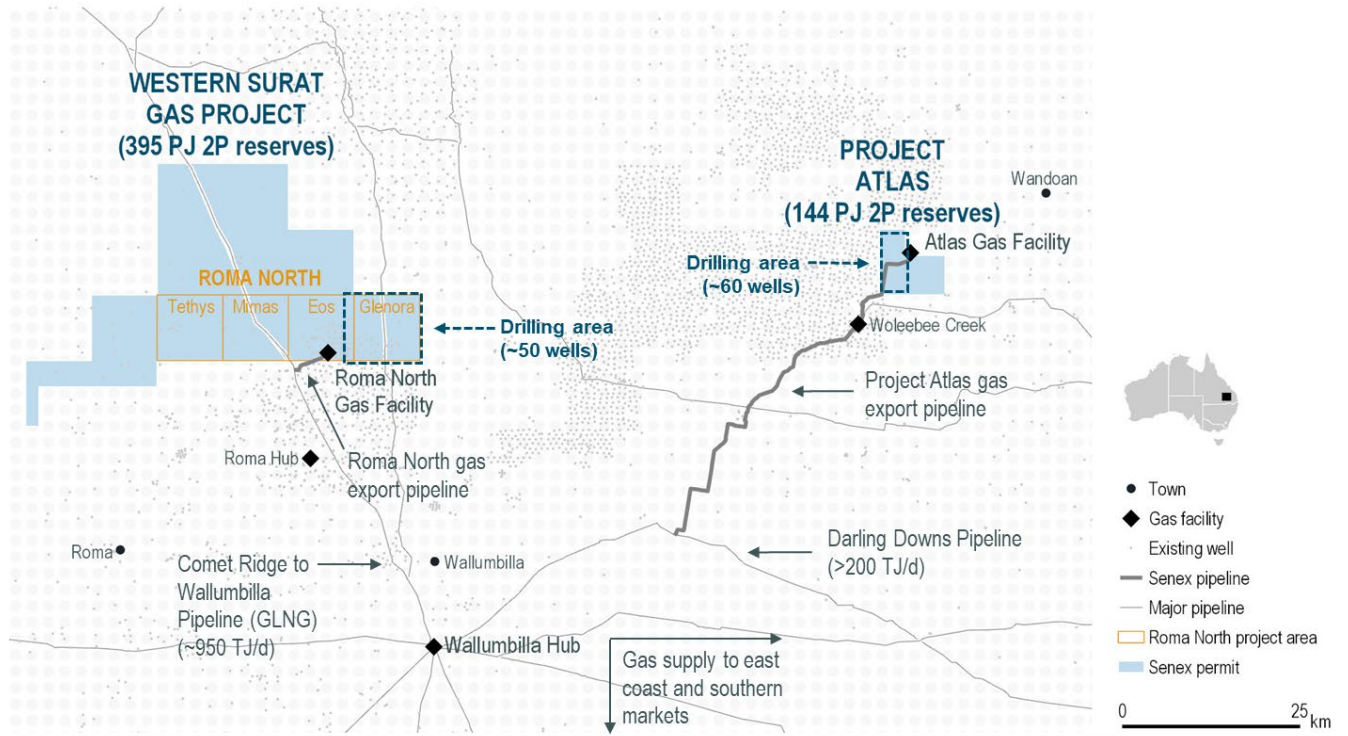 WESTERN SURAT
GAS PROJECT
(395 PJ 2P reserves)
PROJECT
ATLAS
(144 PJ 2P reserves)
Wandoan
Atlas Gas Facility
Drilling area
(~60 wells)
ROMA NORTH
Tethys
Mimas
Eos
Glenora
Drilling area
(~50 wells)
Woleebee Creek
Roma North
Gas Facility
Project Atlas gas
export pipeline
Roma Hub
Roma North gas
export pipeline
Roma
Comet Ridge to
Wallumbilla
Pipeline (GLNG)
(~950 TJ/d)
Wallumbilla
Darling Downs Pipeline
(>200 TJ/d)
Wallumbilla Hub
Gas supply to east
coast and southern
markets
Town
Gas facility
Existing well
Senex pipeline
Major pipeline
Roma North project area
Senex permit
0
25
km